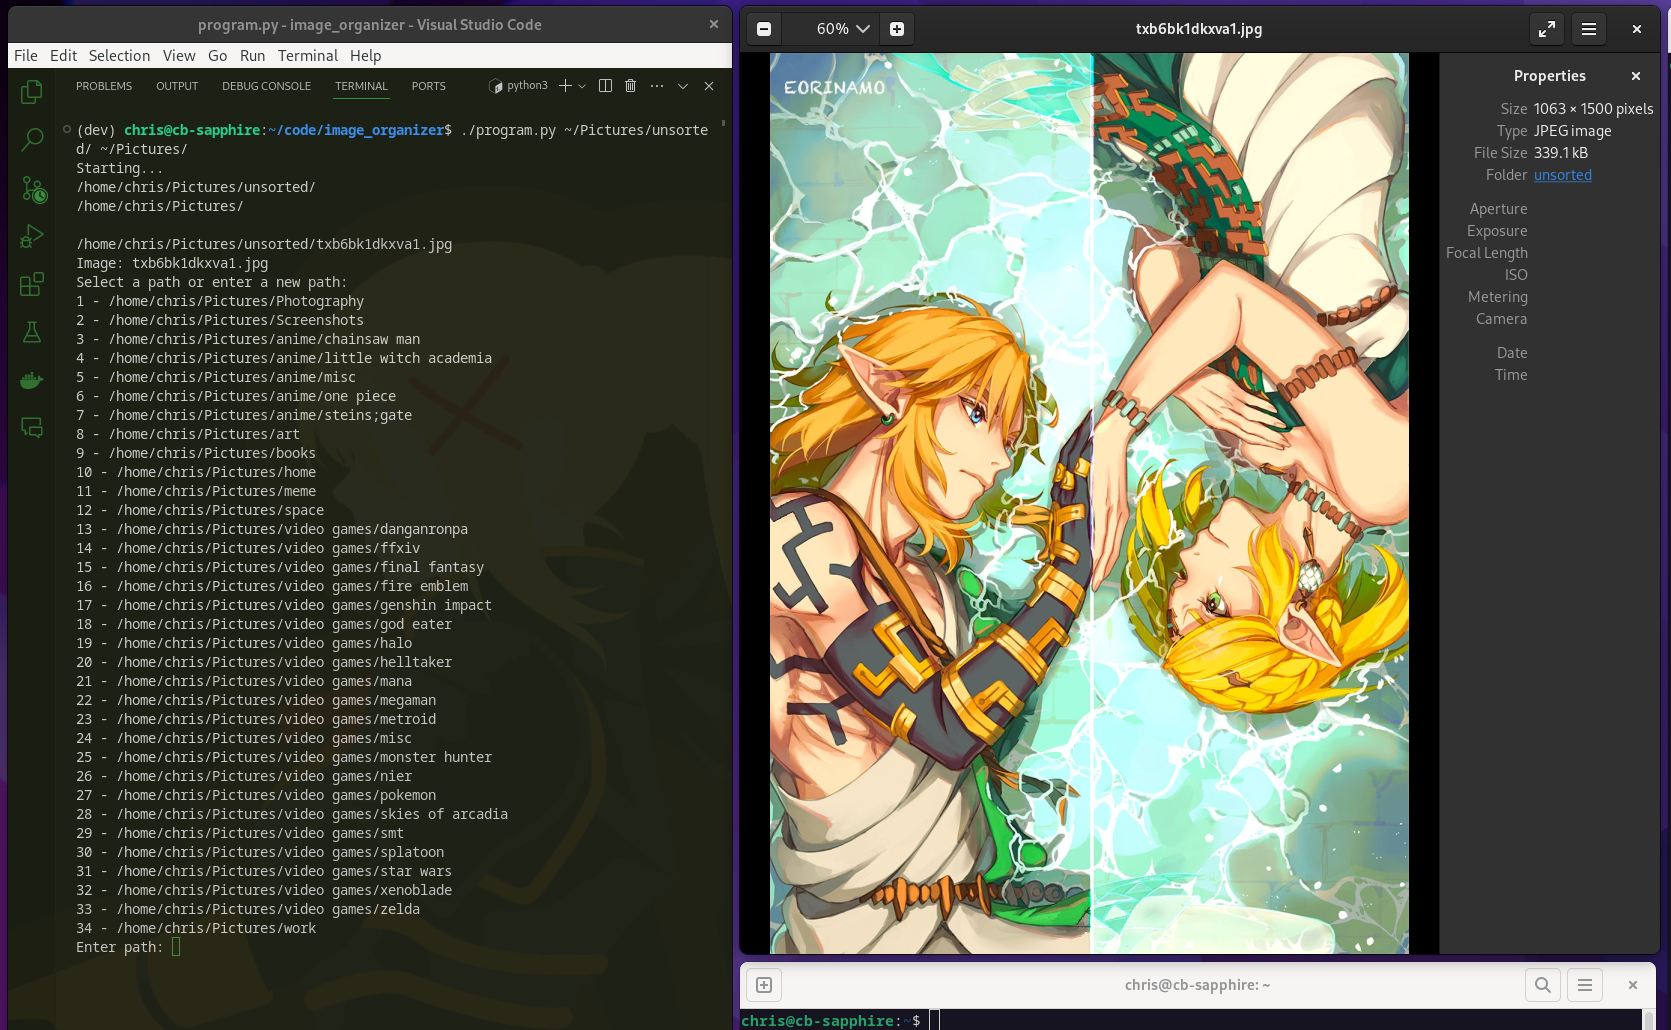 program.py - image_organizer - Visual Studio Code
File Edit Selection View Go Run Terminal Help
PROBLEMS OUTPUT DEBUG CONSOLE TERMINAL PORTS python3
(dev) chris@cb-sapphire:~/code/image_organizer$ ./program.py ~/Pictures/unsorte
d/ ~/Pictures/
Starting...
/home/chris/Pictures/unsorted/
/home/chris/Pictures/
/home/chris/Pictures/unsorted/txb6bk1dkxva1.jpg
Image: txb6bk1dkxva1.jpg
Select a path or enter a new path:
1 - /home/chris/Pictures/Photography
2 - /home/chris/Pictures/Screenshots
3 - /home/chris/Pictures/anime/chainsaw man
4 - /home/chris/Pictures/anime/little witch academia
5 - /home/chris/Pictures/anime/misc
6 - /home/chris/Pictures/anime/one piece
7 - /home/chris/Pictures/anime/steins;gate
8 - /home/chris/Pictures/art
9 - /home/chris/Pictures/books
10 - /home/chris/Pictures/home
11 - /home/chris/Pictures/meme
12 - /home/chris/Pictures/space
13 - /home/chris/Pictures/video games/danganronpa
14 - /home/chris/Pictures/video games/ffxiv
15 - /home/chris/Pictures/video games/final fantasy
16 - /home/chris/Pictures/video games/fire emblem
17 - /home/chris/Pictures/video games/genshin impact
18 - /home/chris/Pictures/video games/god eater
19 - /home/chris/Pictures/video games/halo
20 - /home/chris/Pictures/video games/helltaker
21 - /home/chris/Pictures/video games/mana
22 - /home/chris/Pictures/video games/megaman
23 - /home/chris/Pictures/video games/metroid
24 - /home/chris/Pictures/video games/misc
25 - /home/chris/Pictures/video games/monster hunter
26 - /home/chris/Pictures/video games/nier
27 - /home/chris/Pictures/video games/pokemon
28 - /home/chris/Pictures/video games/skies of arcadia
29 - /home/chris/Pictures/video games/smt
30 - /home/chris/Pictures/video games/splatoon
31 - /home/chris/Pictures/video games/star wars
32 - /home/chris/Pictures/video games/xenoblade
33 - /home/chris/Pictures/video games/zelda
34 - /home/chris/Pictures/work
Enter path:
60% txb6bk1dkxva1.jpg
EORINAMO
Properties
Size 1063 × 1500 pixels
Type JPEG image
File Size 339.1 kB
Folder unsorted
Aperture
Exposure
Focal Length
ISO
Metering
Camera
Date
Time
chris@cb-sapphire: ~
chris@cb-sapphire:~$